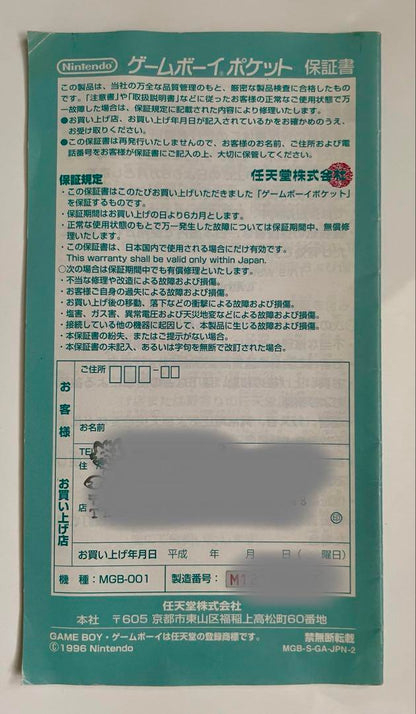 Nintendo ゲームボーイ ポケット 保証書
この製品は、当社の万全な品質管理のもと、厳密な製品検査に合格したもの
です。「注意書」や「取扱説明書」などに従ったお客様の正常なご使用状態で万
一故障した場合は、保証規定に記載された内容により修理いたします。
●お買い上げ店、お買い上げ年月日が記入されているかをお確かめのうえ、
お受け取りください。
●この保証書は再発行いたしませんので、お客様のお名前、ご住所および電
話番号をお客様が保証書にご記入の上、大切に保管してください。
任天堂株式会社
保証規定
・この保証書はこのたびお買い上げいただきました「ゲームボーイポケット」
を保証するものです。
・保証期間はお買い上げの日より6カ月とします。
・正常な使用状態のもとで万一発生した故障については保証期間中、無償修
理いたします。
・この保証書は、日本国内で使用される場合にだけ有効です。
This warranty shall be valid only within Japan.
○次の場合は保証期間中でも有償修理といたします。
・不当な修理や改造による故障および損傷。
・お客様ご自身の過失による故障および損傷。
・お買い上げ後の移動、落下などの衝撃による故障および損傷。
・塩害、ガス害、異常電圧および天災地変などによる故障および損傷。
・接続している他の機器に起因して、本製品に生じる故障および損傷。
・本保証書の紛失、またはご提示がない場合。
・本保証書の未記入、あるいは字句を無断で改訂された場合。
お客様
ご住所
お名前
TEL
お買い上げ店
住
店
印
お買い上げ年月日 平成 年 月 日( 曜日)
機種:MGB-001 製造番号: M1
任天堂株式会社
本社 〒605 京都市東山区福稲上高松町60番地
GAME BOY・ゲームボーイは任天堂の登録商標です。 禁無断転載
©1996 Nintendo MGB-S-GA-JPN-2